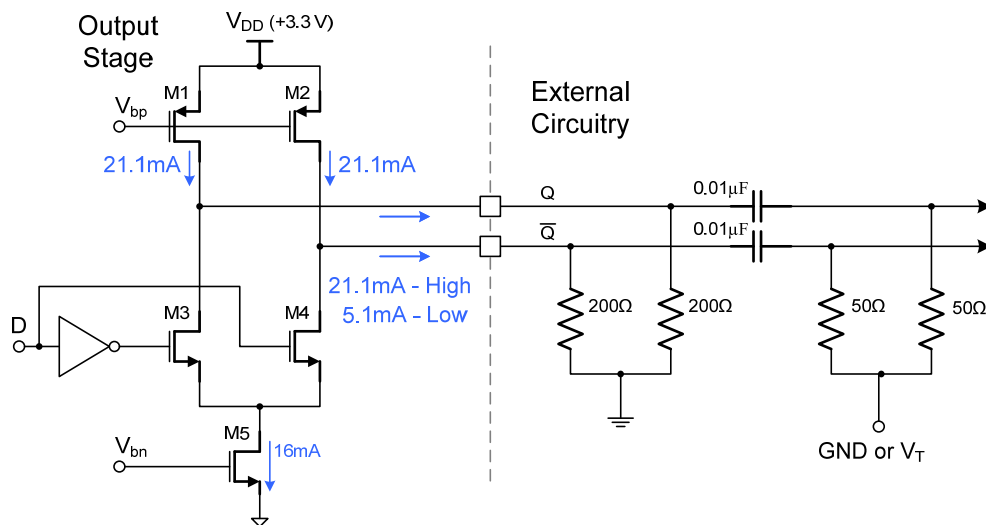 Output
Stage
VDD (+3.3 V)
M1
M2
Vbp
21.1mA
21.1mA
External
Circuitry
Q
0.01µF
Q̅
0.01µF
21.1mA - High
5.1mA - Low
200Ω
200Ω
50Ω
50Ω
D
M3
M4
Vbn
M5
16mA
GND or VT